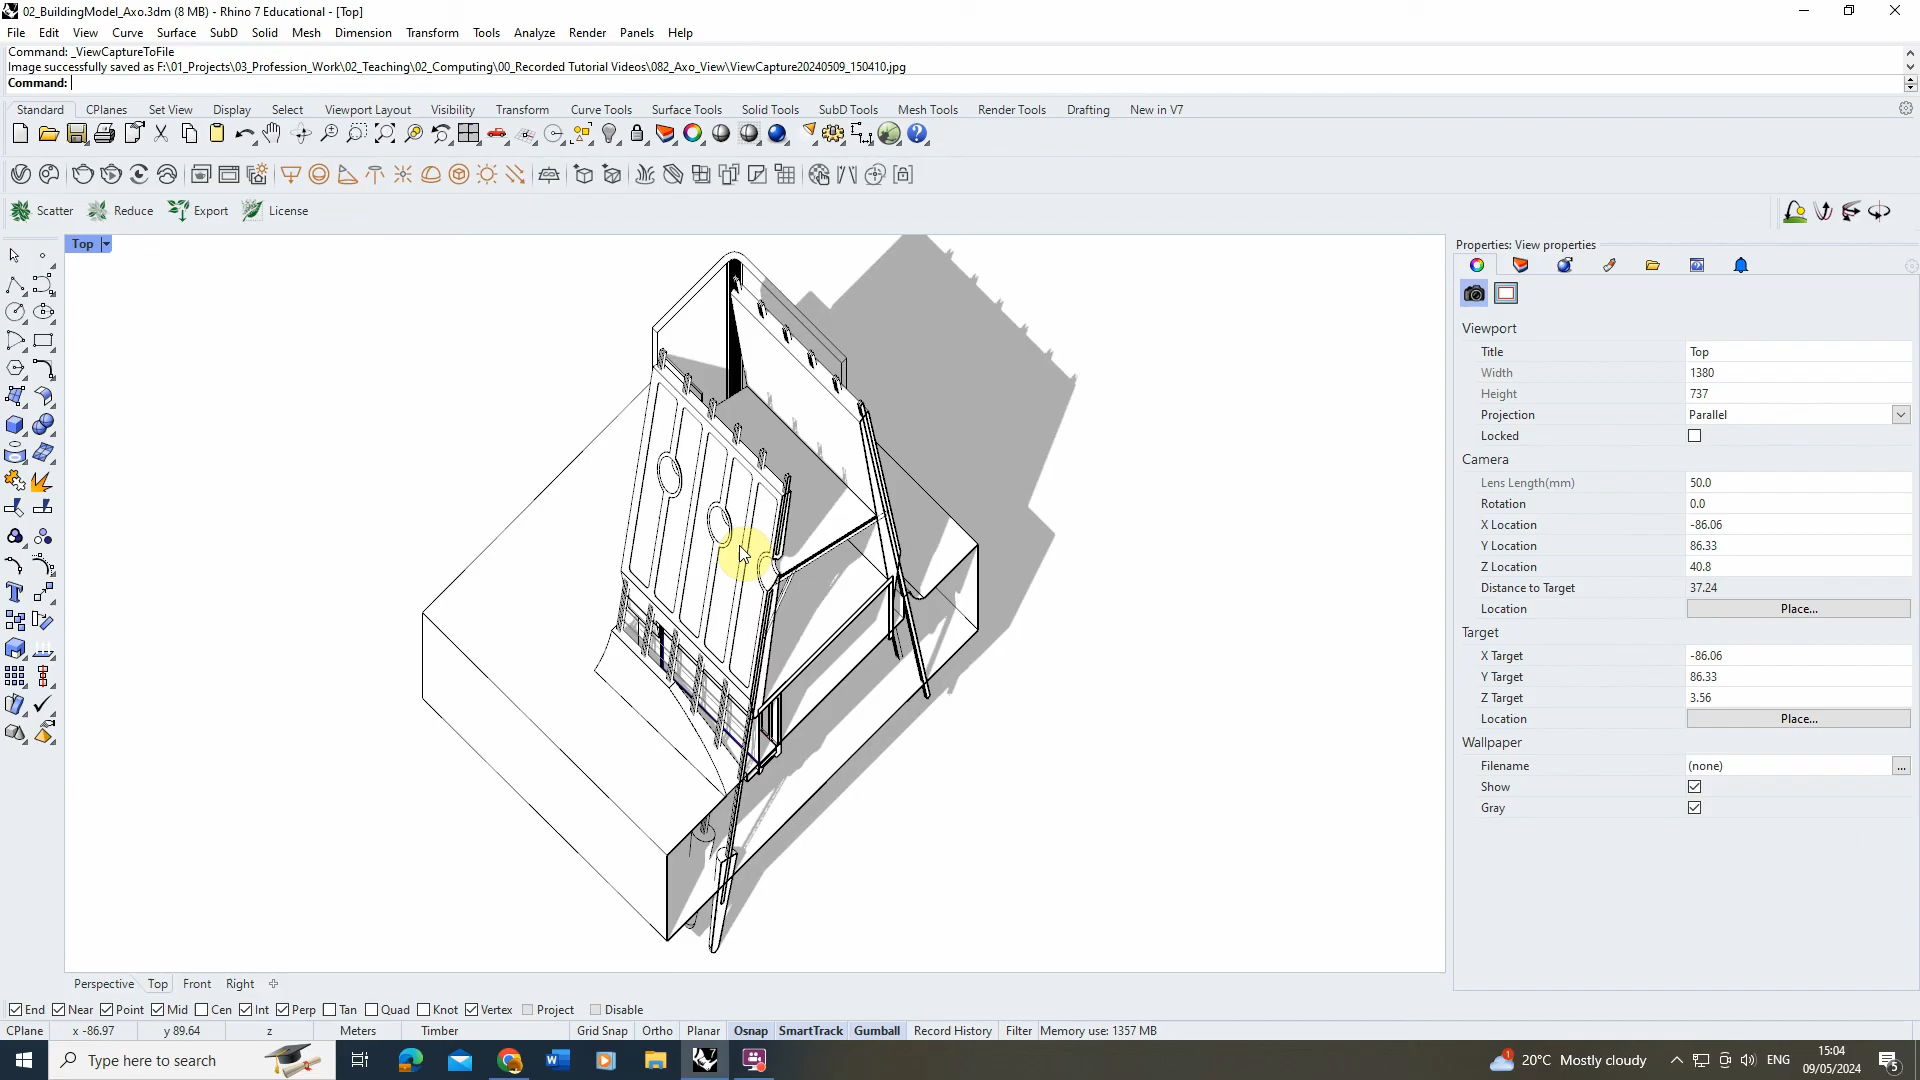 02_BuildingModel_Axo.3dm (8 MB) - Rhino 7 Educational - [Top]
File Edit View Curve Surface SubD Solid Mesh Dimension Transform Tools Analyze Render Panels Help
Command: _ViewCaptureToFile
Image successfully saved as F:\01_Projects\03_Profession_Work\02_Teaching\02_Computing\00_Recorded Tutorial Videos\082_Axo_View\ViewCapture20240509_150410.jpg
Command:
Standard CPlanes Set View Display Select Viewport Layout Visibility Transform Curve Tools Surface Tools Solid Tools SubD Tools Mesh Tools Render Tools Drafting New in V7
Scatter Reduce Export License
Top
Properties: View properties
Viewport
Title Top
Width 1380
Height 737
Projection Parallel
Locked
Camera
Lens Length(mm) 50.0
Rotation 0.0
X Location -86.06
Y Location 86.33
Z Location 40.8
Distance to Target 37.24
Location Place...
Target
X Target -86.06
Y Target 86.33
Z Target 3.56
Location Place...
Wallpaper
Filename (none) ...
Show
Gray
Perspective Top Front Right
End Near Point Mid Cen Int Perp Tan Quad Knot Vertex Project Disable
CPlane x -86.97 y 89.64 z Meters Timber Grid Snap Ortho Planar Osnap SmartTrack Gumball Record History Filter Memory use: 1357 MB
Type here to search 1 20°C Mostly cloudy ENG 15:04 5
09/05/2024